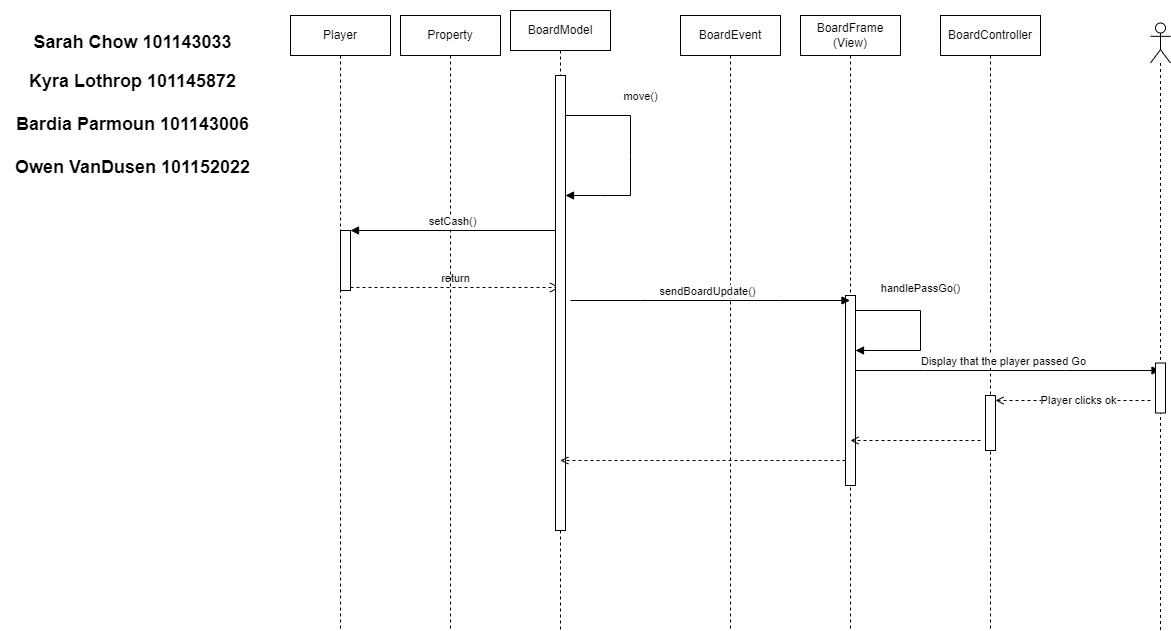 Sarah Chow 101143033
Kyra Lothrop 101145872
Bardia Parmoun 101143006
Owen VanDusen 101152022
Player
Property
BoardModel
BoardEvent
BoardFrame
(View)
BoardController
move()
setCash()
return
sendBoardUpdate()
handlePassGo()
Display that the player passed Go
Player clicks ok